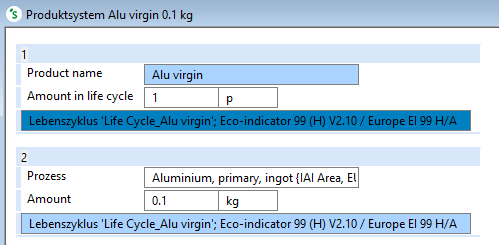 Produktsystem Alu virgin 0.1 kg
1
Product name Alu virgin
Amount in life cycle 1 p
Lebenszyklus 'Life Cycle_Alu virgin'; Eco-indicator 99 (H) V2.10 / Europe EI 99 H/A
2
Prozess Aluminium, primary, ingot {IAI Area, EU
Amount 0.1 kg
Lebenszyklus 'Life Cycle_Alu virgin'; Eco-indicator 99 (H) V2.10 / Europe EI 99 H/A